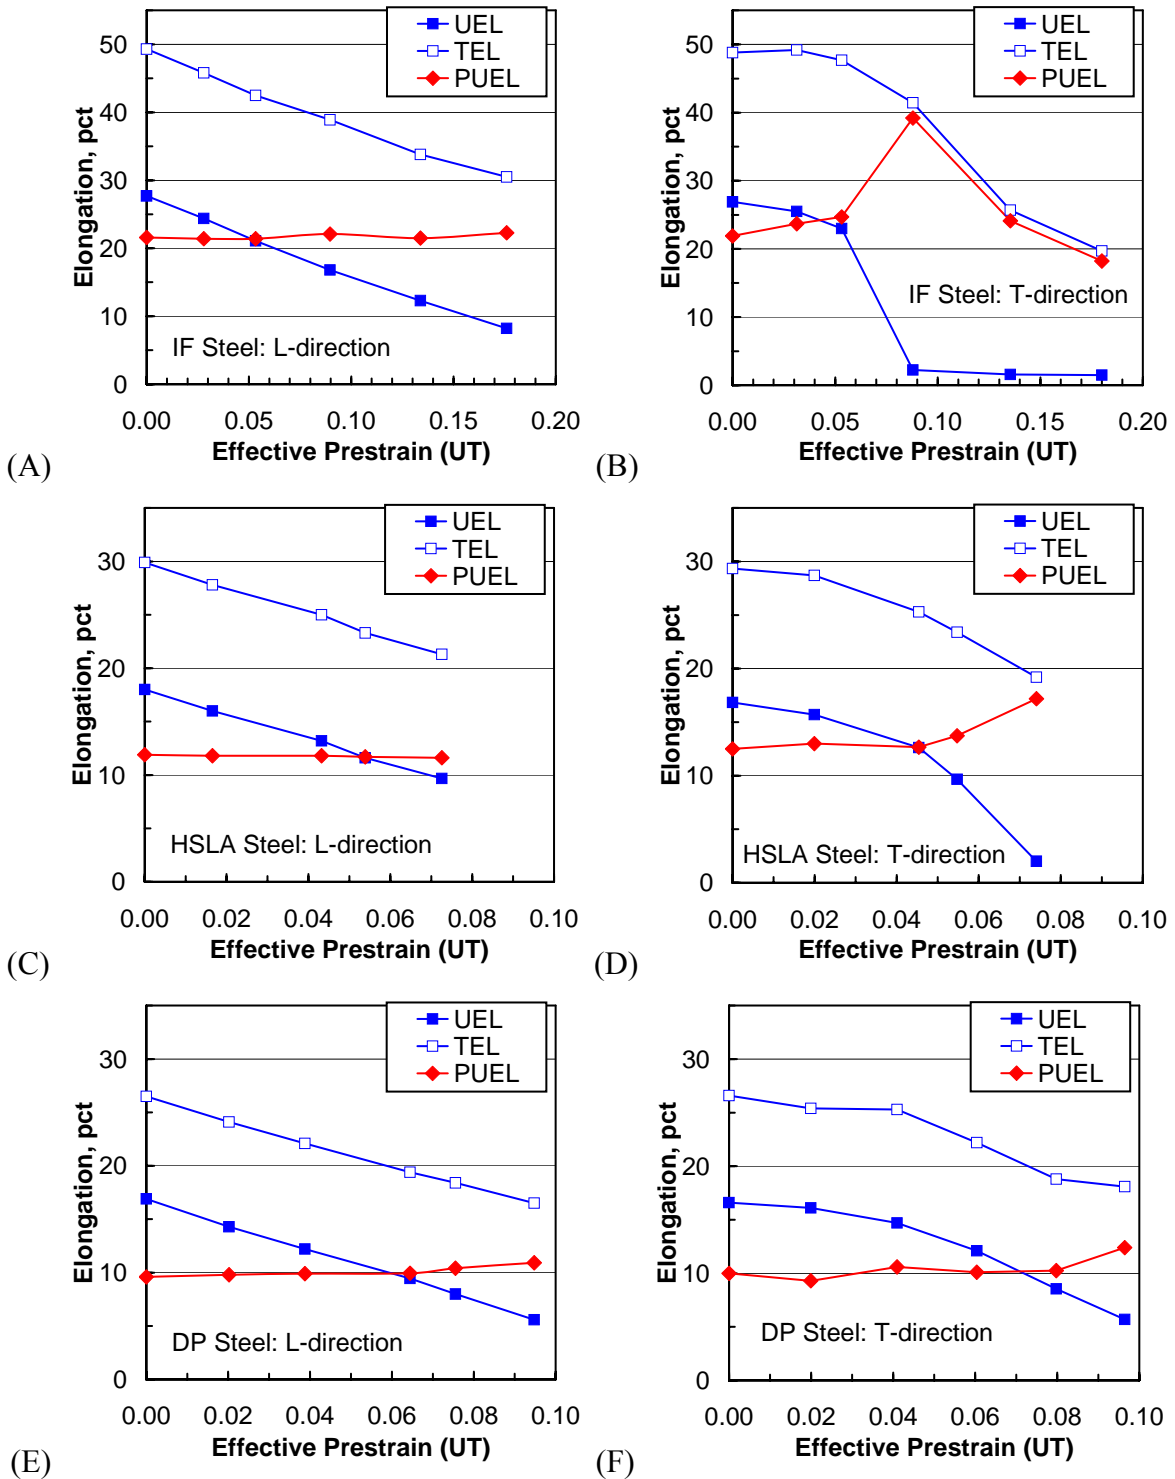 UEL
TEL
PUEL
50
40
30
20
10
0
Elongation, pct
IF Steel: L-direction
0.00 0.05 0.10 0.15 0.20
Effective Prestrain (UT)
(A)
UEL
TEL
PUEL
50
40
30
20
10
0
Elongation, pct
IF Steel: T-direction
0.00 0.05 0.10 0.15 0.20
Effective Prestrain (UT)
(B)
UEL
TEL
PUEL
30
20
10
0
Elongation, pct
HSLA Steel: L-direction
0.00 0.02 0.04 0.06 0.08 0.10
Effective Prestrain (UT)
(C)
UEL
TEL
PUEL
30
20
10
0
Elongation, pct
HSLA Steel: T-direction
0.00 0.02 0.04 0.06 0.08 0.10
Effective Prestrain (UT)
(D)
UEL
TEL
PUEL
30
20
10
0
Elongation, pct
DP Steel: L-direction
0.00 0.02 0.04 0.06 0.08 0.10
Effective Prestrain (UT)
(E)
UEL
TEL
PUEL
30
20
10
0
Elongation, pct
DP Steel: T-direction
0.00 0.02 0.04 0.06 0.08 0.10
Effective Prestrain (UT)
(F)